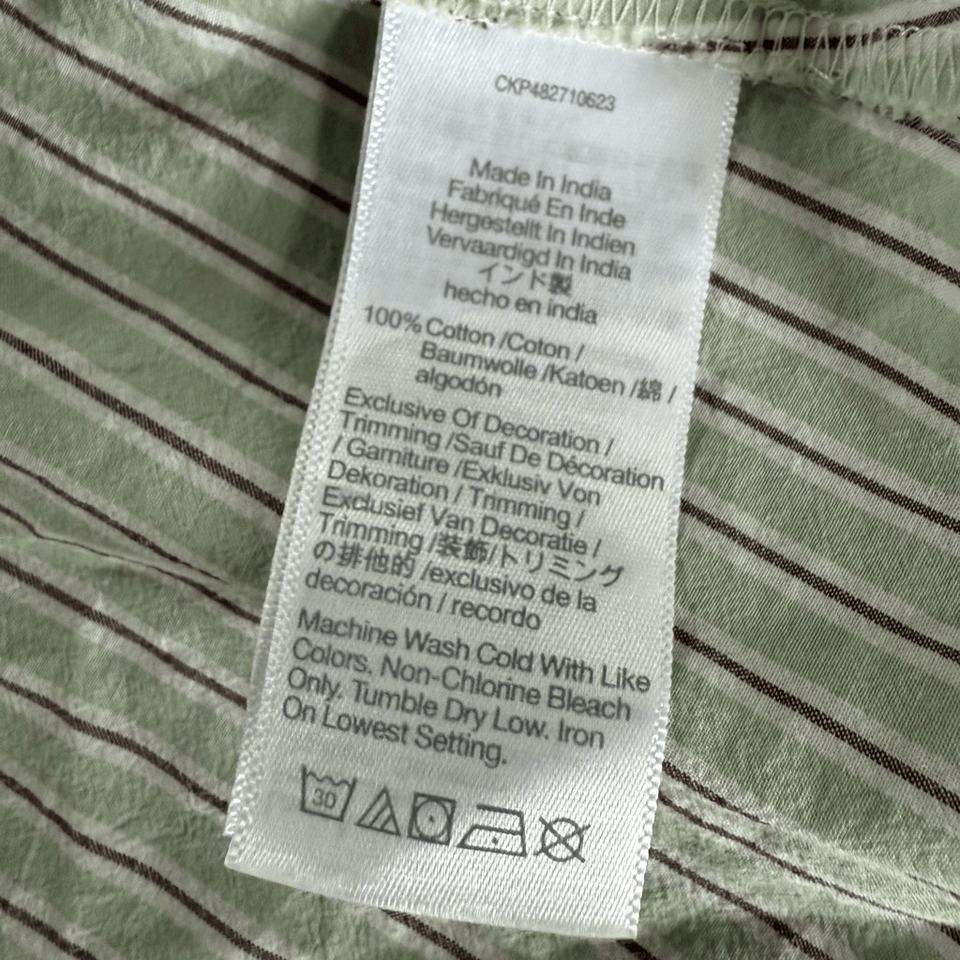 CKP482710623
Made In India
Fabriqué En Inde
Hergestellt In Indien
Vervaardigd In India
インド製
hecho en india
100% Cotton /Coton /
Baumwolle /Katoen /綿 /
algodón
Exclusive Of Decoration /
Trimming /Sauf De Décoration
/ Garniture /Exklusiv Von
Dekoration / Trimming /
Exclusief Van Decoratie /
Trimming /装飾/トリミング
の排他的 /exclusivo de la
decoración / recordo
Machine Wash Cold With Like
Colors. Non-Chlorine Bleach
Only. Tumble Dry Low. Iron
On Lowest Setting.
30